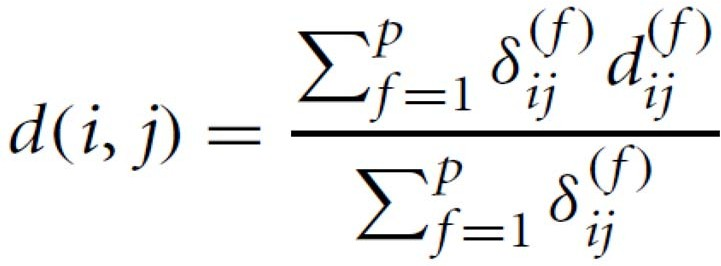 d(i, j) = \frac{\sum_{f=1}^{p} \delta_{ij}^{(f)} d_{ij}^{(f)}}{\sum_{f=1}^{p} \delta_{ij}^{(f)}}